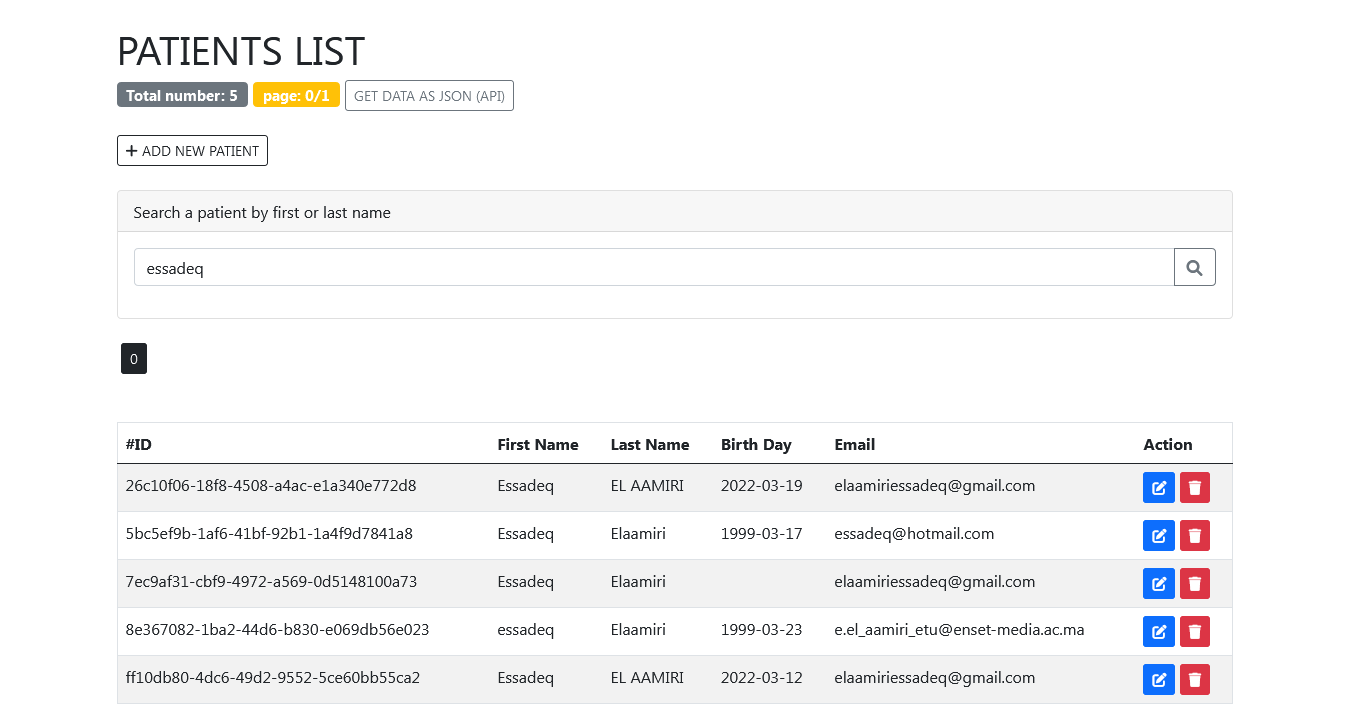 PATIENTS LIST
Total number: 5 page: 0/1 GET DATA AS JSON (API)
ADD NEW PATIENT
Search a patient by first or last name
essadeq
0
#ID First Name Last Name Birth Day Email Action
26c10f06-18f8-4508-a4ac-e1a340e772d8 Essadeq EL AAMIRI 2022-03-19 elaamiriessadeq@gmail.com
5bc5ef9b-1af6-41bf-92b1-1a4f9d7841a8 Essadeq Elaamiri 1999-03-17 essadeq@hotmail.com
7ec9af31-cbf9-4972-a569-0d5148100a73 Essadeq Elaamiri elaamiriessadeq@gmail.com
8e367082-1ba2-44d6-b830-e069db56e023 essadeq Elaamiri 1999-03-23 e.el_aamiri_etu@enset-media.ac.ma
ff10db80-4dc6-49d2-9552-5ce60bb55ca2 Essadeq EL AAMIRI 2022-03-12 elaamiriessadeq@gmail.com